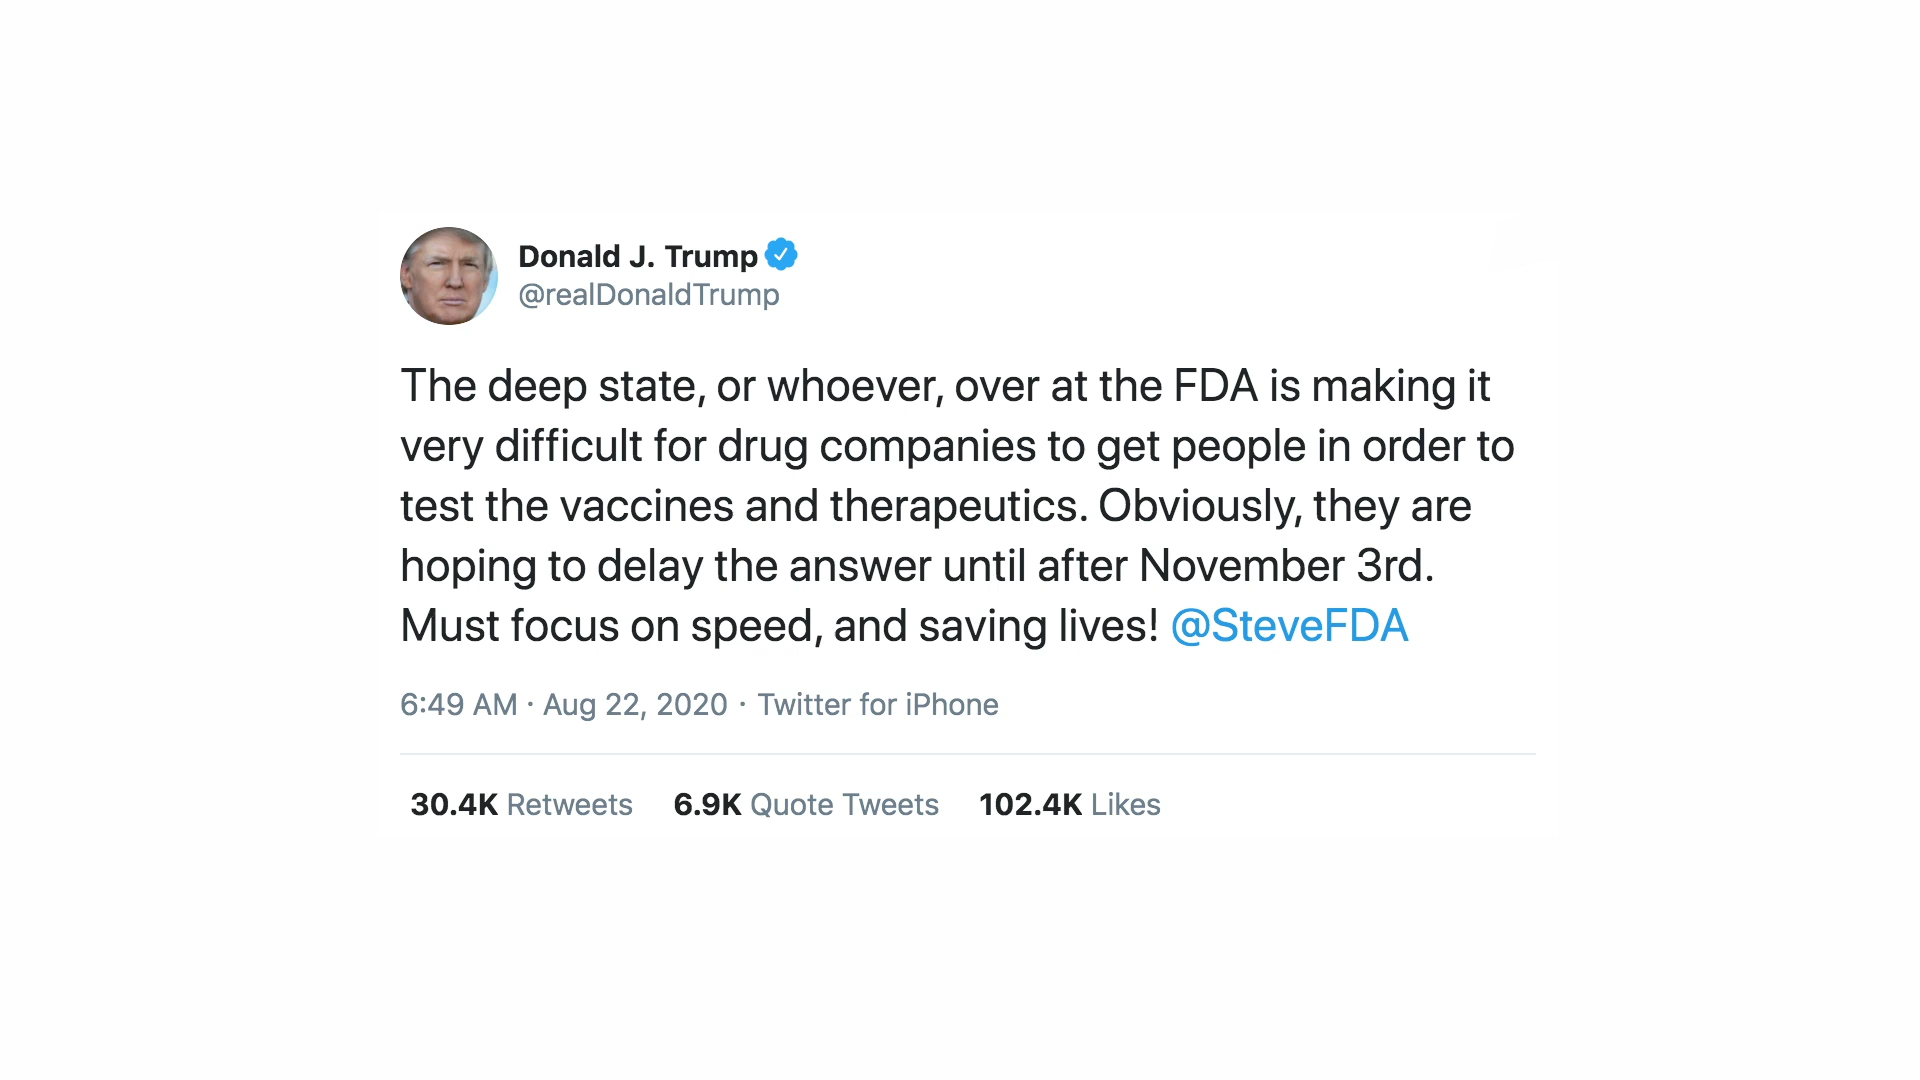 Donald J. Trump
@realDonaldTrump
The deep state, or whoever, over at the FDA is making it
very difficult for drug companies to get people in order to
test the vaccines and therapeutics. Obviously, they are
hoping to delay the answer until after November 3rd.
Must focus on speed, and saving lives! @SteveFDA
6:49 AM · Aug 22, 2020 · Twitter for iPhone
30.4K Retweets 6.9K Quote Tweets 102.4K Likes